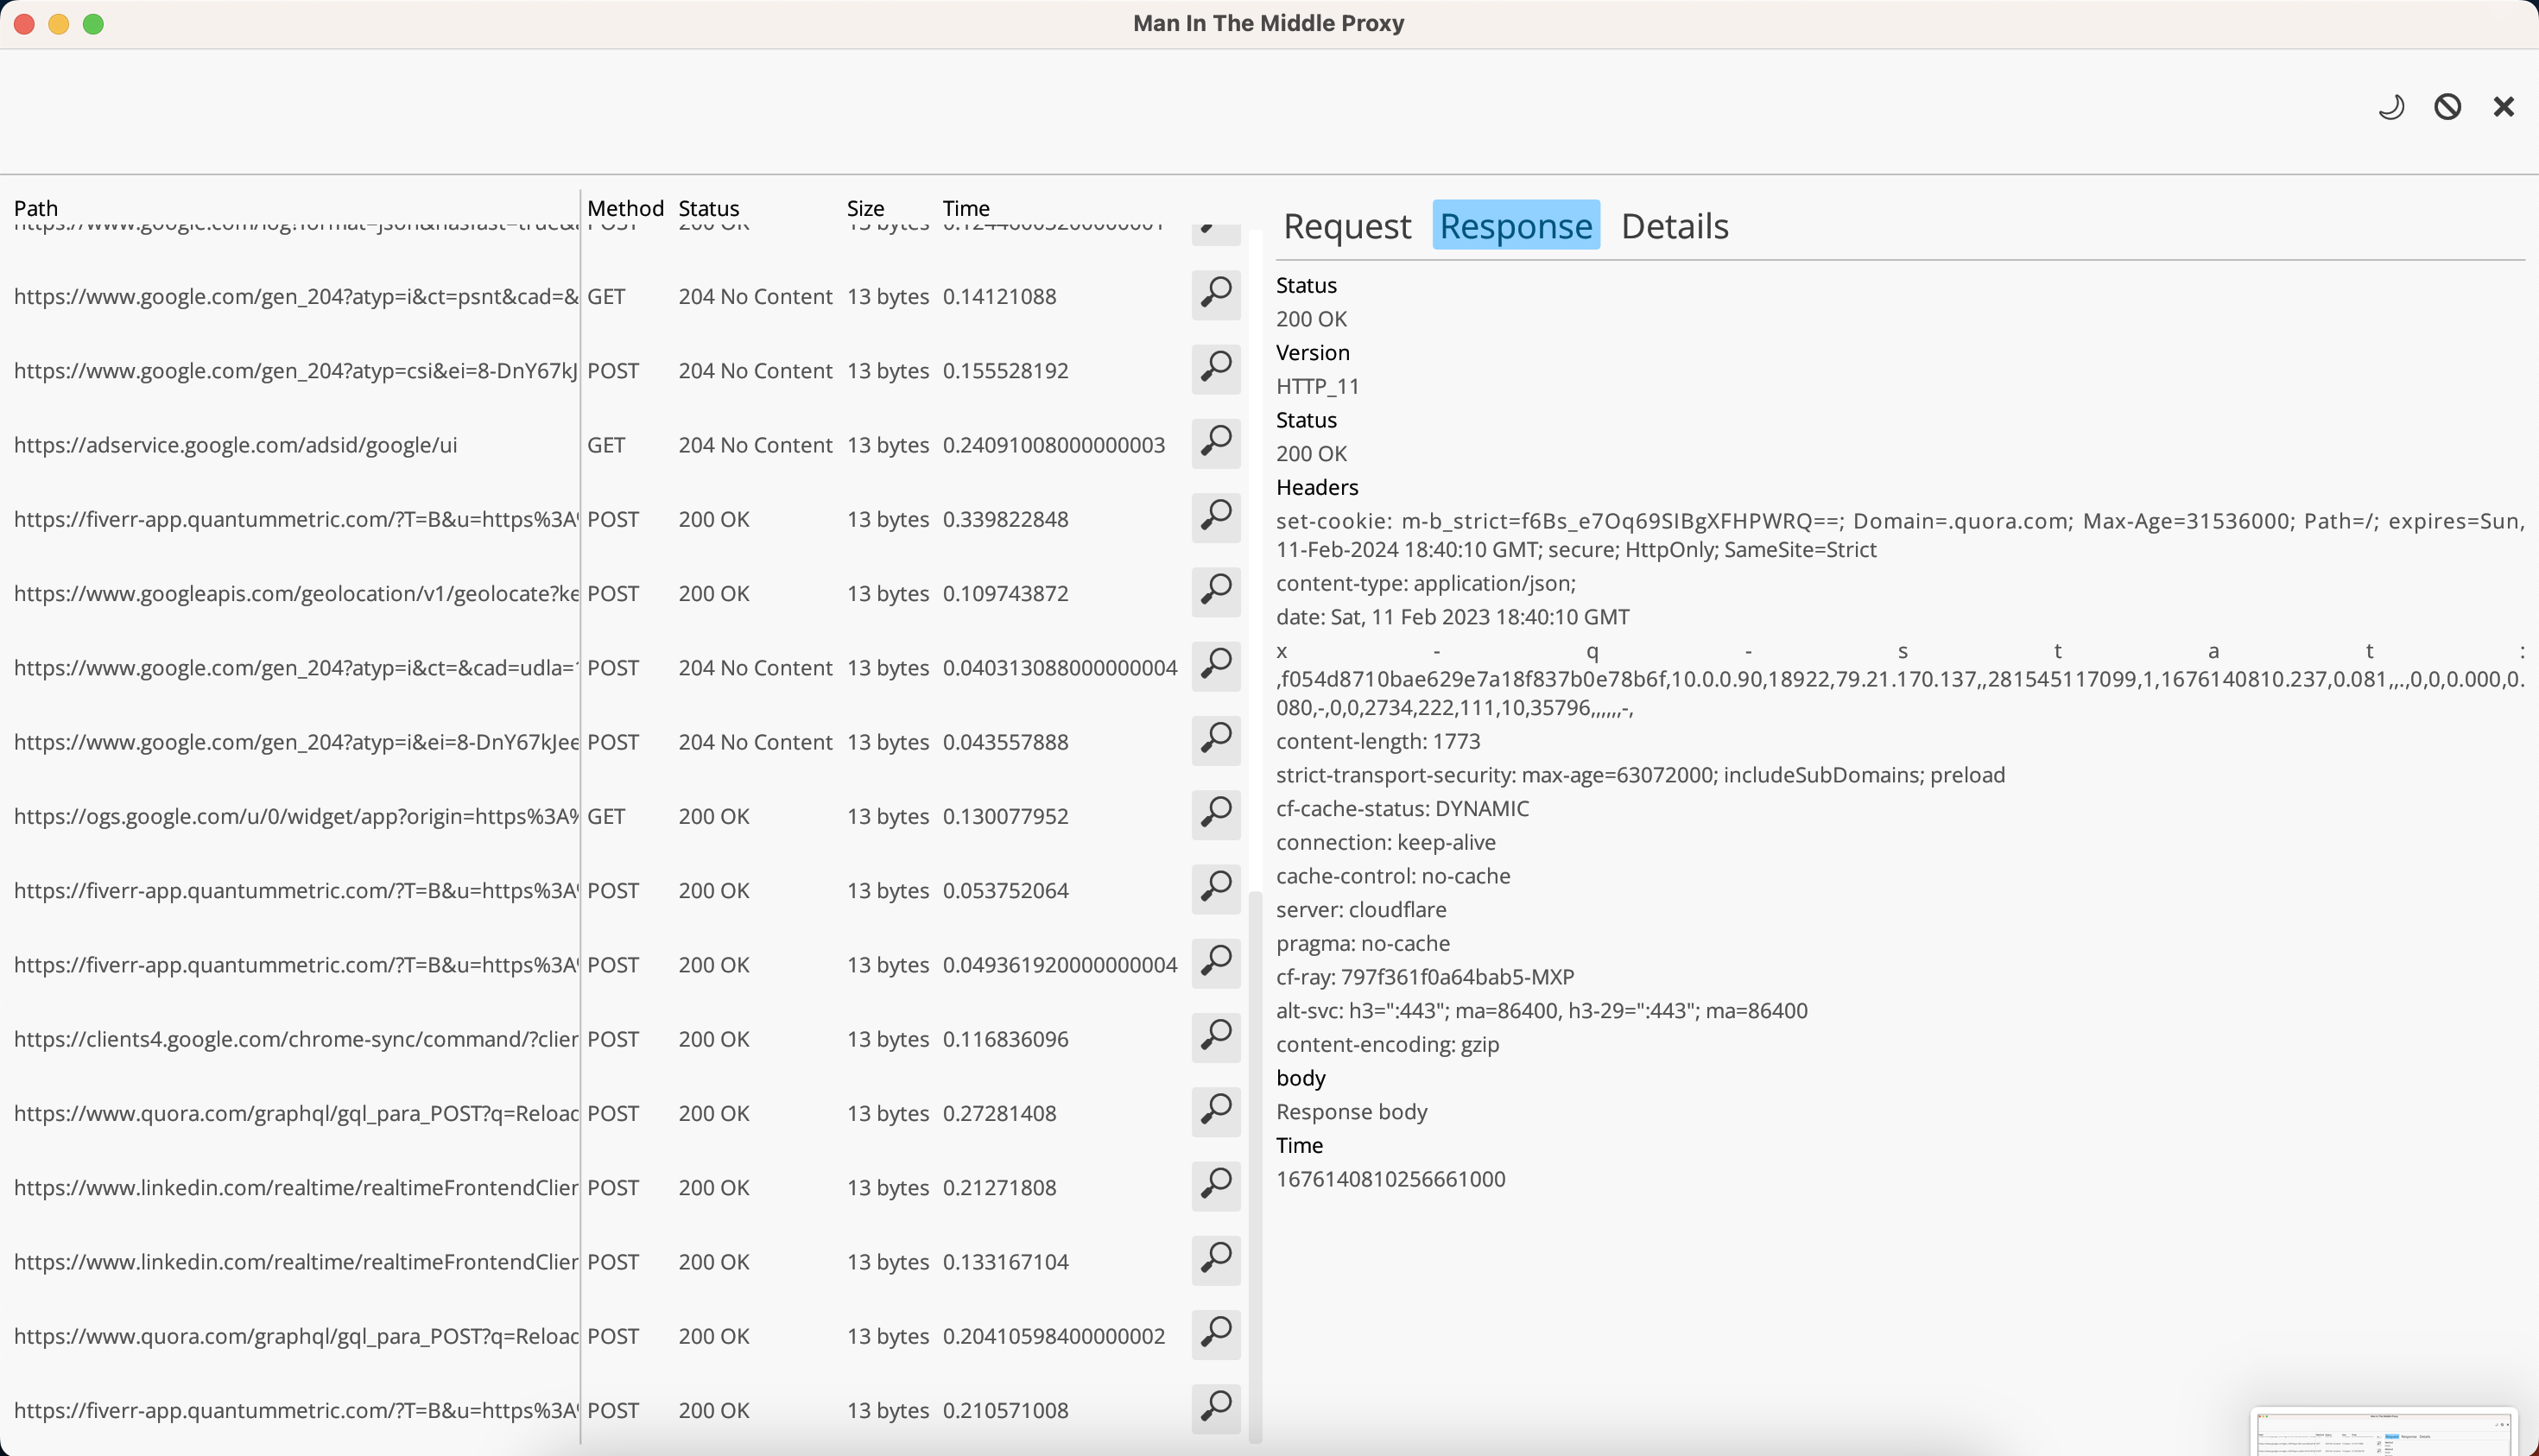 Man In The Middle Proxy
Path Method Status Size Time
https://www.google.com/log?format=json&hasfast=true& POST 200 OK 13 bytes
https://www.google.com/gen_204?atyp=i&ct=psnt&cad=& GET 204 No Content 13 bytes 0.14121088
https://www.google.com/gen_204?atyp=csi&ei=8-DnY67kJ POST 204 No Content 13 bytes 0.155528192
https://adservice.google.com/adsid/google/ui GET 204 No Content 13 bytes 0.24091008000000003
https://fiverr-app.quantummetric.com/?T=B&u=https%3A POST 200 OK 13 bytes 0.339822848
https://www.googleapis.com/geolocation/v1/geolocate?ke POST 200 OK 13 bytes 0.109743872
https://www.google.com/gen_204?atyp=i&ct=&cad=udla= POST 204 No Content 13 bytes 0.040313088000000004
https://www.google.com/gen_204?atyp=i&ei=8-DnY67kJee POST 204 No Content 13 bytes 0.043557888
https://ogs.google.com/u/0/widget/app?origin=https%3A% GET 200 OK 13 bytes 0.130077952
https://fiverr-app.quantummetric.com/?T=B&u=https%3A POST 200 OK 13 bytes 0.053752064
https://fiverr-app.quantummetric.com/?T=B&u=https%3A POST 200 OK 13 bytes 0.049361920000000004
https://clients4.google.com/chrome-sync/command/?clien POST 200 OK 13 bytes 0.116836096
https://www.quora.com/graphql/gql_para_POST?q=Reload POST 200 OK 13 bytes 0.27281408
https://www.linkedin.com/realtime/realtimeFrontendClien POST 200 OK 13 bytes 0.21271808
https://www.linkedin.com/realtime/realtimeFrontendClien POST 200 OK 13 bytes 0.133167104
https://www.quora.com/graphql/gql_para_POST?q=Reload POST 200 OK 13 bytes 0.20410598400000002
https://fiverr-app.quantummetric.com/?T=B&u=https%3A POST 200 OK 13 bytes 0.210571008
Request Response Details
Status
200 OK
Version
HTTP_11
Status
200 OK
Headers
set-cookie: m-b_strict=f6Bs_e7Oq69SIBgXFHPWRQ==; Domain=.quora.com; Max-Age=31536000; Path=/; expires=Sun,
11-Feb-2024 18:40:10 GMT; secure; HttpOnly; SameSite=Strict
content-type: application/json;
date: Sat, 11 Feb 2023 18:40:10 GMT
x - q - s t a t :
,f054d8710bae629e7a18f837b0e78b6f,10.0.0.90,18922,79.21.170.137,,281545117099,1,1676140810.237,0.081,,.,0,0,0.000,0.
080,-,0,0,2734,222,111,10,35796,,,,,,-,
content-length: 1773
strict-transport-security: max-age=63072000; includeSubDomains; preload
cf-cache-status: DYNAMIC
connection: keep-alive
cache-control: no-cache
server: cloudflare
pragma: no-cache
cf-ray: 797f361f0a64bab5-MXP
alt-svc: h3=":443"; ma=86400, h3-29=":443"; ma=86400
content-encoding: gzip
body
Response body
Time
1676140810256661000